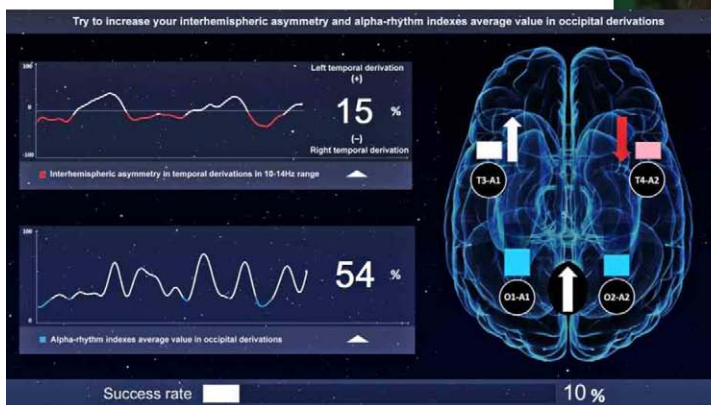 Try to increase your interhemispheric asymmetry and alpha-rhythm indexes average value in occipital derivations
100
0
-100
Left temporal derivation
(+)
15 %
(–)
Right temporal derivation
Interhemispheric asymmetry in temporal derivations in 10-14Hz range
100
0
54 %
Alpha-rhythm indexes average value in occipital derivations
T3-A1
T4-A2
O1-A1
O2-A2
Success rate 10 %